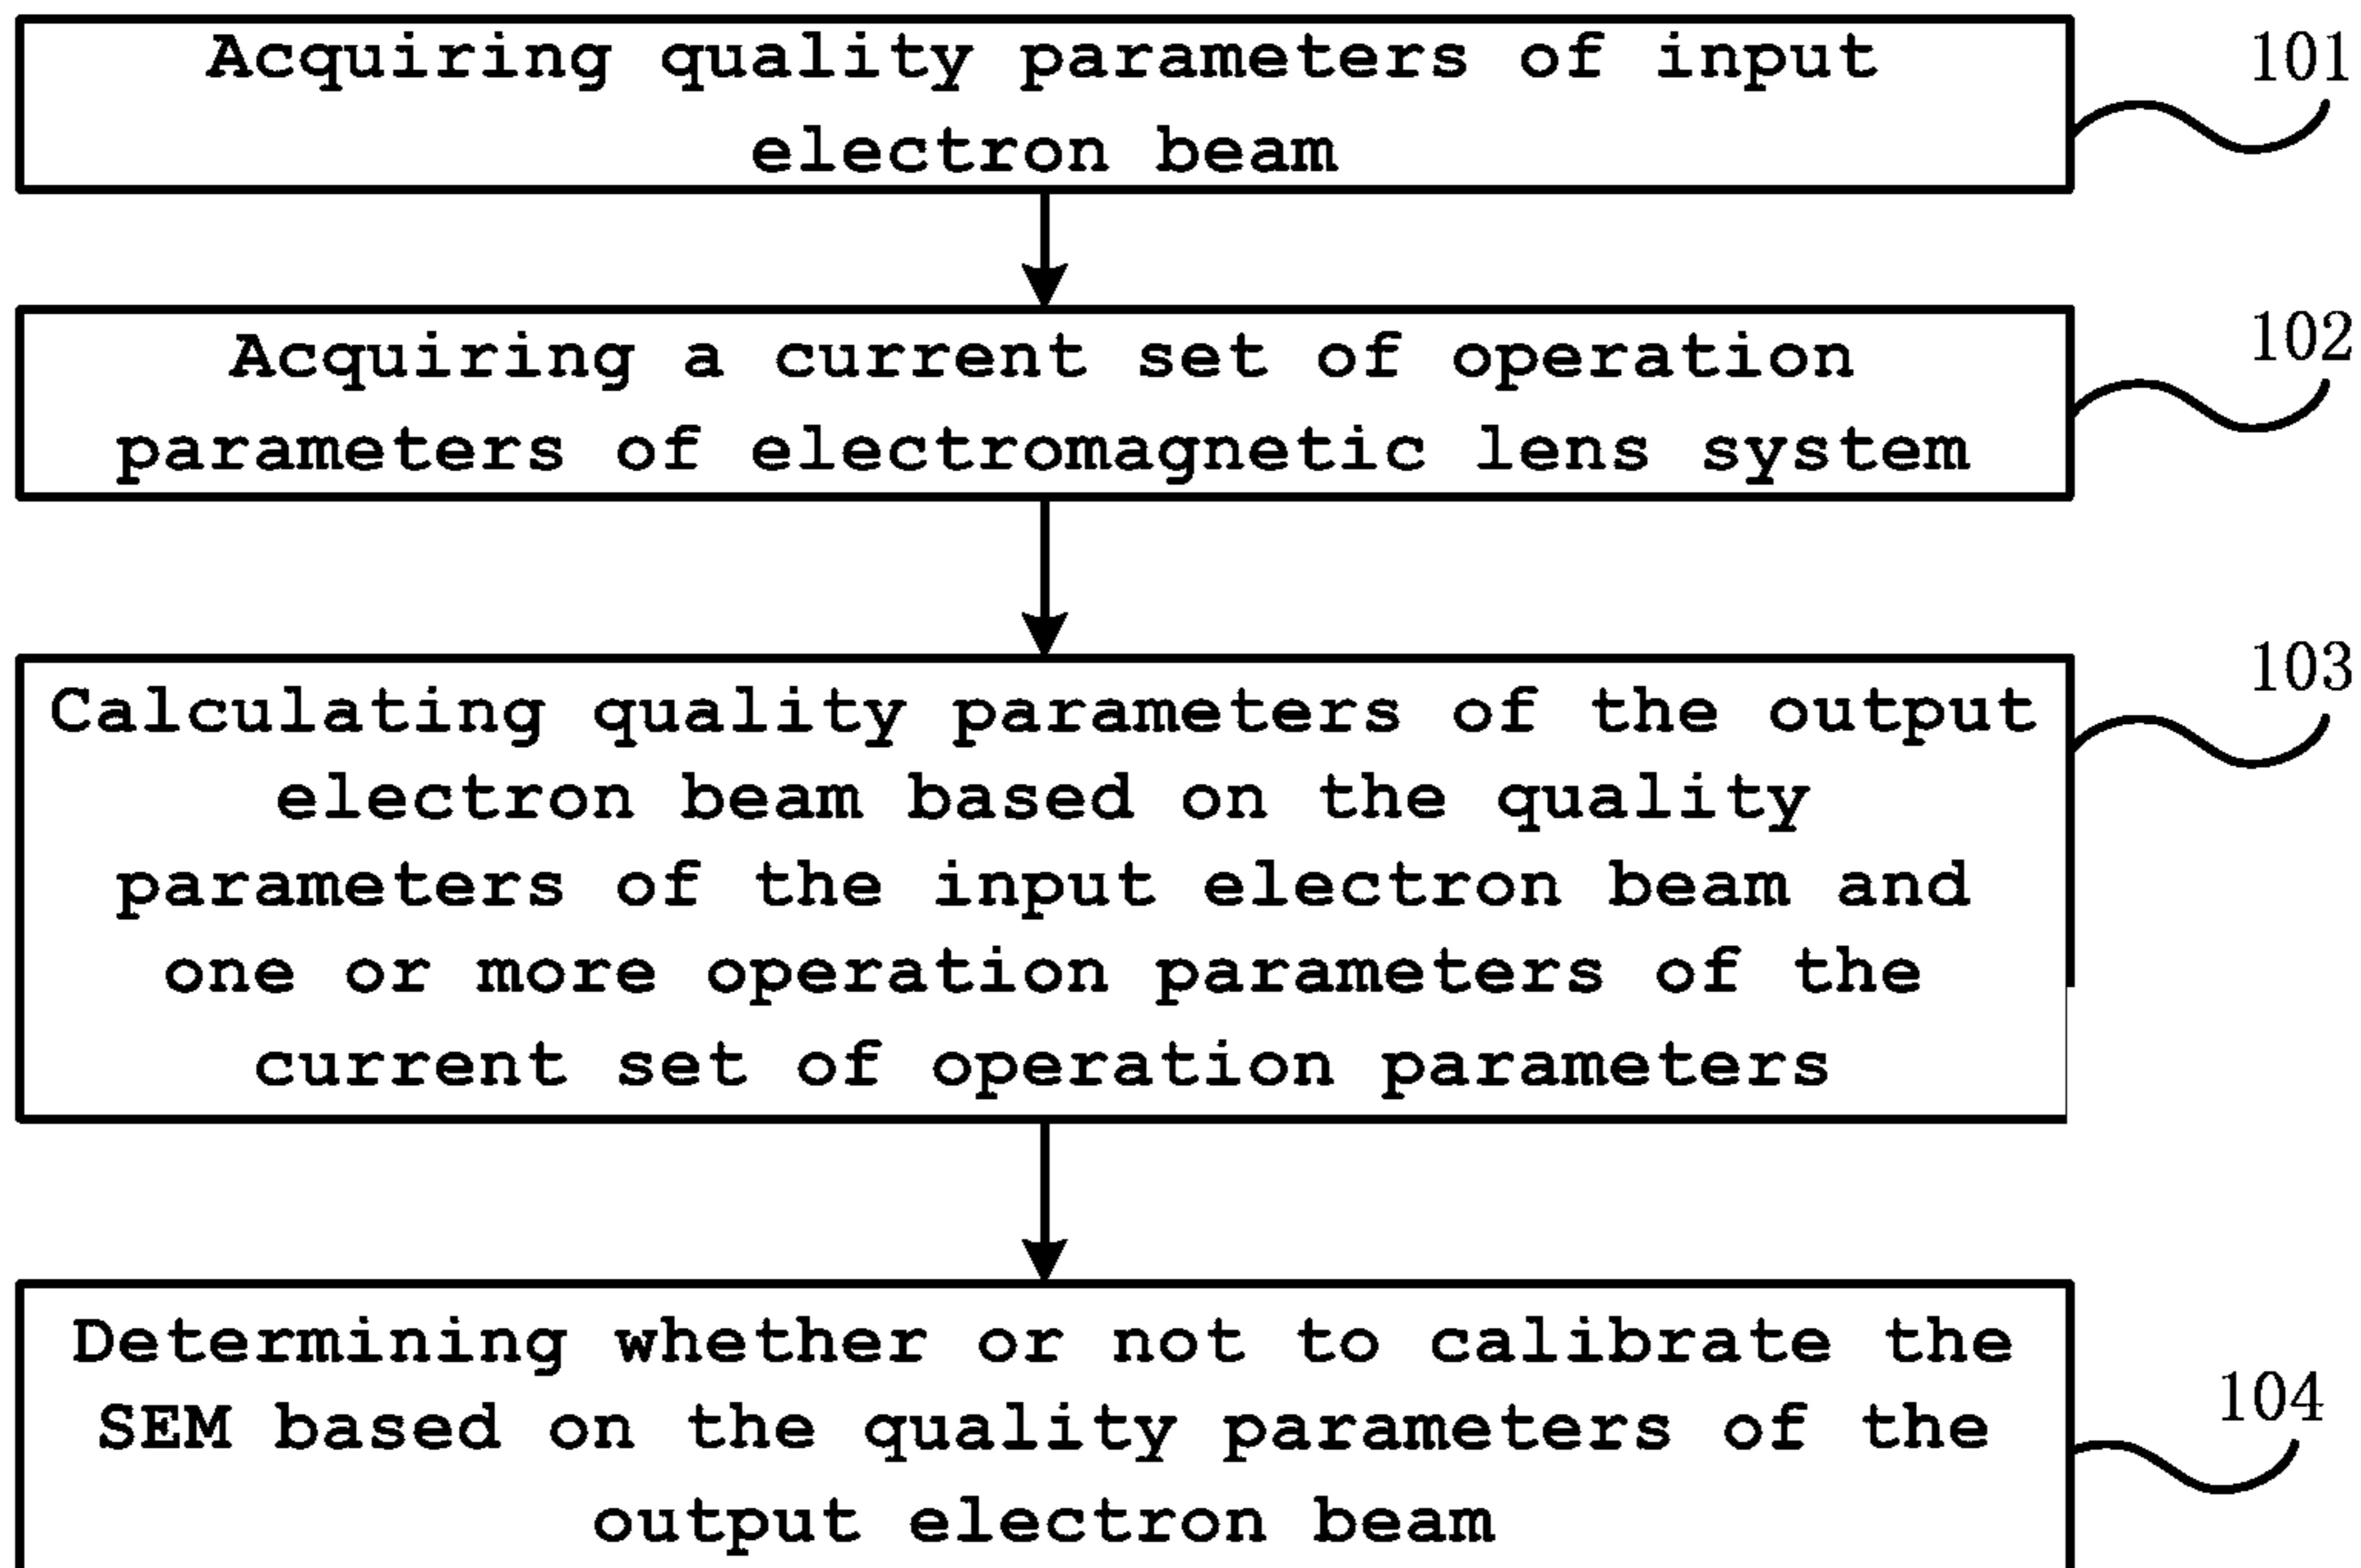 Acquiring quality parameters of input
electron beam
101
Acquiring a current set of operation
parameters of electromagnetic lens system
102
Calculating quality parameters of the output
electron beam based on the quality
parameters of the input electron beam and
one or more operation parameters of the
current set of operation parameters
103
Determining whether or not to calibrate the
SEM based on the quality parameters of the
output electron beam
104